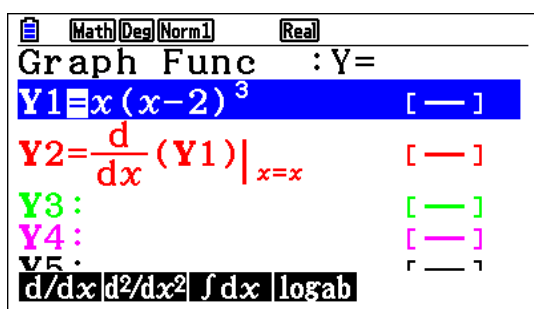 Math Deg Norm1 Real
Graph Func :Y=
Y1=x(x-2)³ [—]
Y2=d/dx(Y1)|x=x [—]
Y3: [—]
Y4: [—]
Y5: [—]
d/dx d²/dx² ∫dx logab